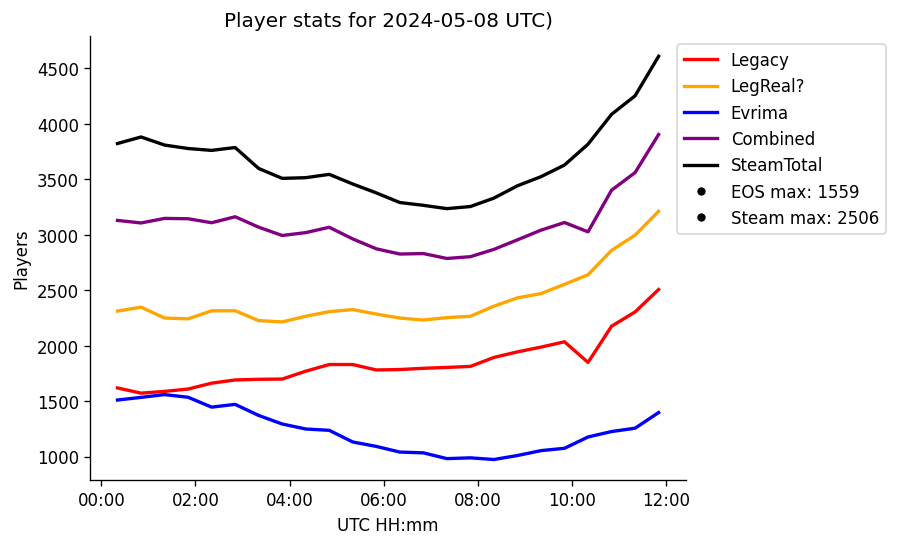 Player stats for 2024-05-08 UTC)
Players
4500
4000
3500
3000
2500
2000
1500
1000
00:00 02:00 04:00 06:00 08:00 10:00 12:00
UTC HH:mm
Legacy
LegReal?
Evrima
Combined
SteamTotal
EOS max: 1559
Steam max: 2506